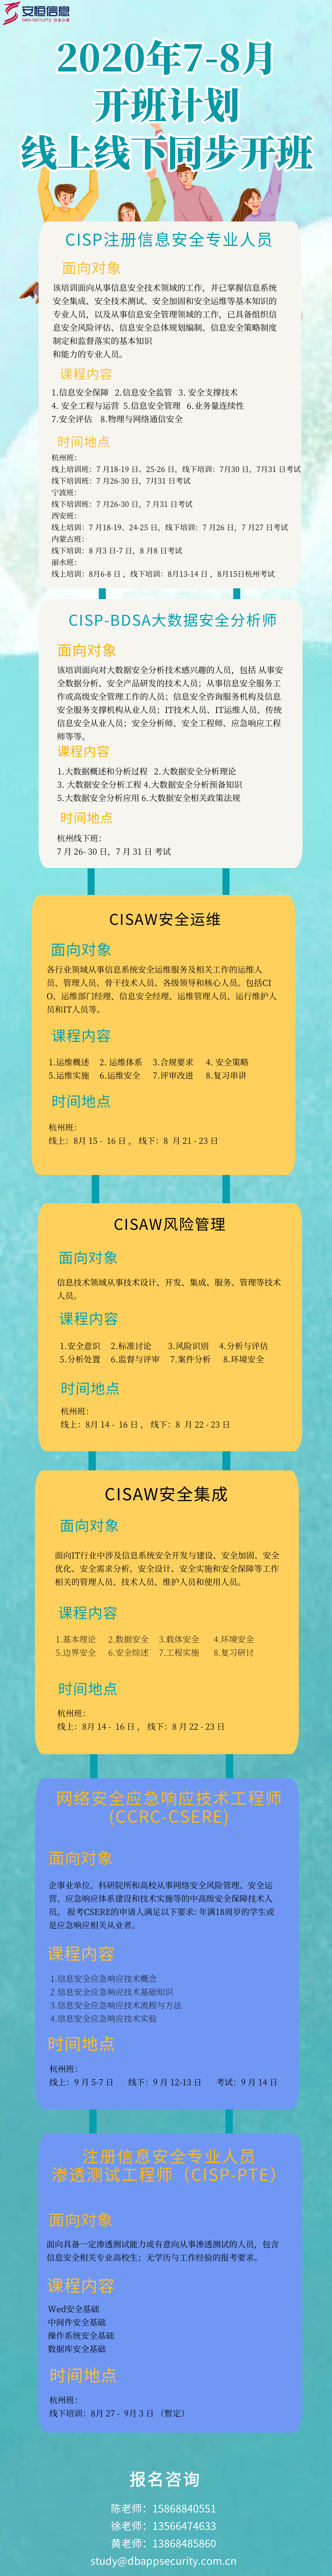 安恒信息
DAS-security
2020年7-8月
开班计划
线上线下同步开班
CISP注册信息安全专业人员
面向对象
该培训面向从事信息安全技术领域的工作，并已掌握信息系统
安全集成、安全技术测试、安全加固和安全运维等基本知识的
专业人员，以及从事信息安全管理领域的工作，已具备组织信
息安全风险评估、信息安全总体规划编制、信息安全策略制度
制定和监督落实的基本知识
和能力的专业人员。
课程内容
1.信息安全保障 2.信息安全监管 3. 安全支撑技术
4. 安全工程与运营 5.信息安全管理 6.业务量连续性
7.安全评估 8.物理与网络通信安全
时间地点
杭州班：
线上培训班：7 月18-19 日、25-26 日，线下培训：7月30 日，7月31 日考试
线下培训班：7 月26-30 日，7月31 日考试
宁波班：
线下培训班：7 月26-30 日，7 月31 日考试
西安班：
线上培训：7 月18-19、24-25 日，线下培训：7 月26 日，7 月27 日考试
内蒙古班：
线下培训：8 月3 日-7 日，8 月8 日考试
丽水班：
线上培训：8月6-8 日 ，线下培训：8月13-14 日 ，8月15日杭州考试
CISP-BDSA大数据安全分析师
面向对象
该培训面向对大数据安全分析技术感兴趣的人员，包括 从事安
全数据分析、安全产品研发的技术人员；从事信息安全服务工
作或高级安全管理工作的人员；信息安全咨询服务机构及信息
安全服务支撑机构从业人员；IT技术人员、IT运维人员、传统
信息安全从业人员；安全分析师、安全工程师、应急响应工程
师等等。
课程内容
1.大数据概述和分析过程 2.大数据安全分析理论
3. 大数据安全分析工程 4.大数据安全分析预备知识
5.大数据安全分析应用 6.大数据安全相关政策法规
时间地点
杭州线下班：
7 月 26- 30 日，7 月 31 日 考试
CISAW安全运维
面向对象
各行业领域从事信息系统安全运维服务及相关工作的运维人
员、管理人员、骨干技术人员、各级领导和核心人员。包括CI
O、运维部门经理、信息安全经理、运维管理人员、运行维护人
员和IT人员等。
课程内容
1.运维概述 2. 运维体系 3.合规要求 4. 安全策略
5.运维实施 6.运维安全 7.评审改进 8.复习串讲
时间地点
杭州班：
线上：8月 15 - 16 日 ， 线下：8 月 21 - 23 日
CISAW风险管理
面向对象
信息技术领域从事技术设计、开发、集成、服务、管理等技术
人员。
课程内容
1.安全意识 2.标准讨论 3.风险识别 4.分析与评估
5.分析处置 6.监督与评审 7.案件分析 8.环境安全
时间地点
杭州班：
线上：8月 14 - 16 日 ， 线下：8 月 22 - 23 日
CISAW安全集成
面向对象
面向IT行业中涉及信息系统安全开发与建设、安全加固、安全
优化、安全需求分析、安全设计、安全实施和安全保障等工作
相关的管理人员、技术人员、维护人员和使用人员。
课程内容
1.基本理论 2.数据安全 3.载体安全 4.环境安全
5.边界安全 6.安全综述 7.工程实施 8.复习研讨
时间地点
杭州班：
线上：8月 14 - 16 日 ， 线下：8 月 22 - 23 日
网络安全应急响应技术工程师
(CCRC-CSERE)
面向对象
企事业单位、科研院所和高校从事网络安全风险管理、安全运
营、应急响应体系建设和技术实施等的中高级安全保障技术人
员。 报考CSERE的申请人满足以下要求: 年满18周岁的学生或
是应急响应相关从业者。
课程内容
1.信息安全应急响应技术概念
2.信息安全应急响应技术基础知识
3.信息安全应急响应技术流程与方法
4.信息安全应急响应技术实验
时间地点
杭州班：
线上：9 月 5-7 日 线下：9 月 12-13 日 考试：9 月 14 日
注册信息安全专业人员
渗透测试工程师（CISP-PTE）
面向对象
面向具备一定渗透测试能力或有意向从事渗透测试的人员，包含
信息安全相关专业高校生；无学历与工作经验的报考要求。
课程内容
Wed安全基础
中间件安全基础
操作系统安全基础
数据库安全基础
时间地点
杭州班：
线下培训：8月 27 - 9月 3 日 （暂定）
报名咨询
陈老师：15868840551
徐老师：13566474633
黄老师：13868485860
study@dbappsecurity.com.cn